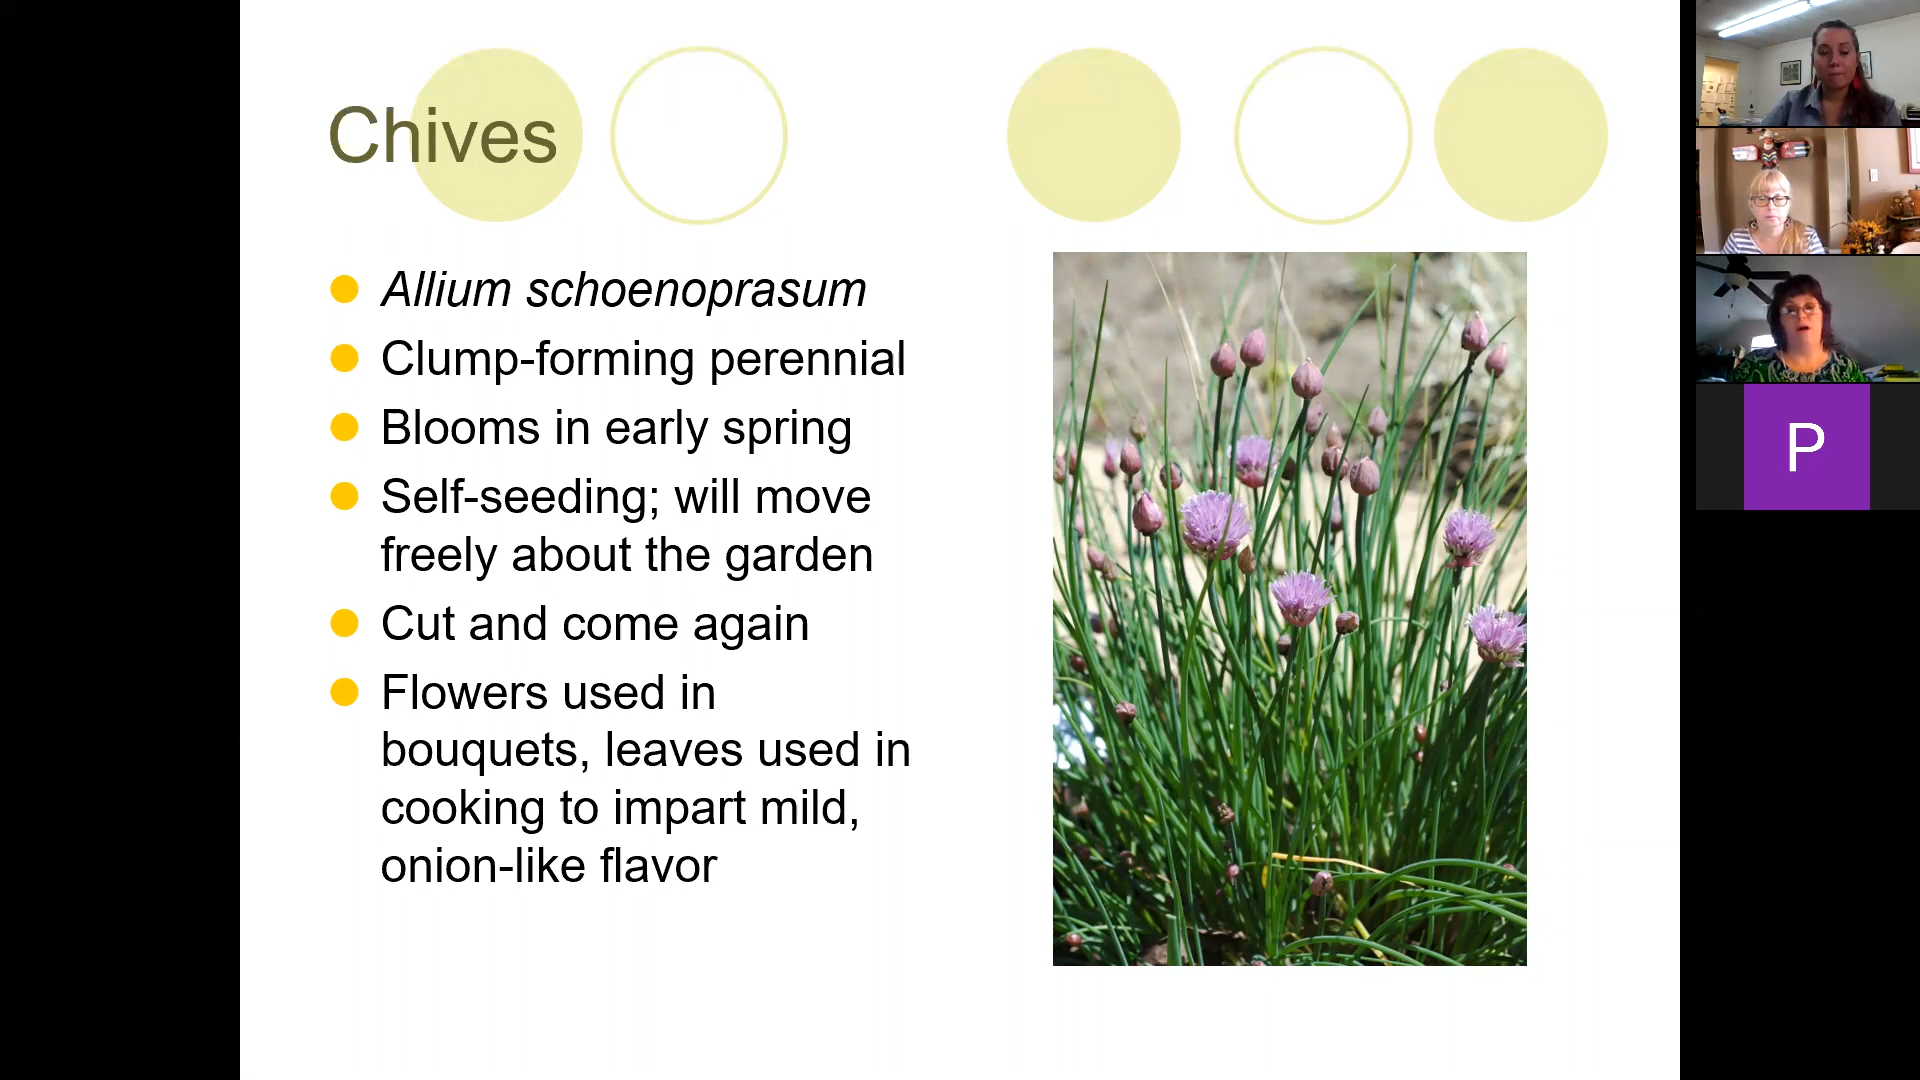 Chives
Allium schoenoprasum
Clump-forming perennial
Blooms in early spring
Self-seeding; will move
freely about the garden
Cut and come again
Flowers used in
bouquets, leaves used in
cooking to impart mild,
onion-like flavor
P